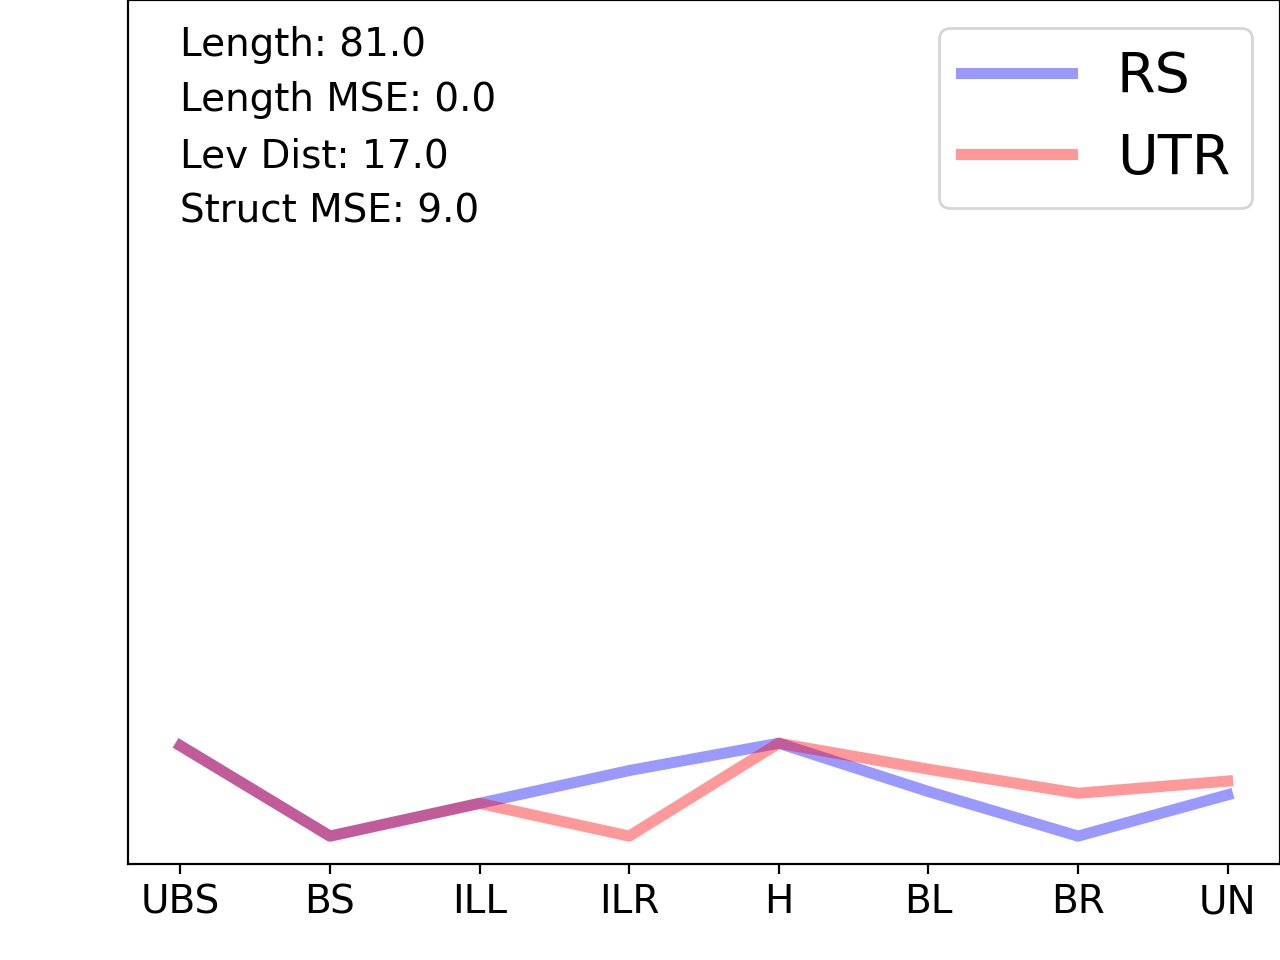 Length: 81.0
Length MSE: 0.0
Lev Dist: 17.0
Struct MSE: 9.0
RS
UTR
UBS BS ILL ILR H BL BR UN